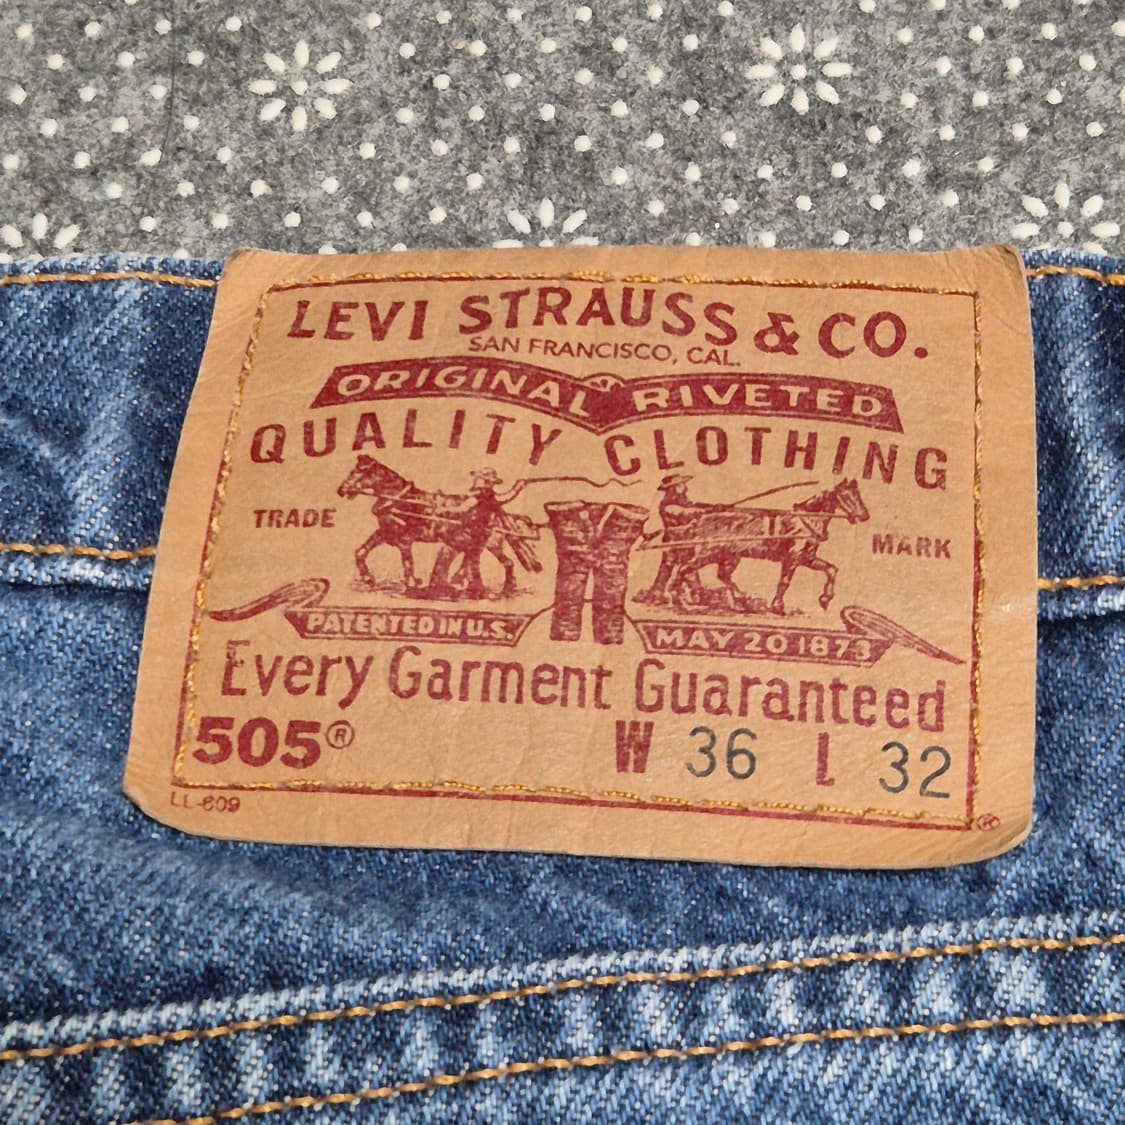 LEVI STRAUSS & CO.
SAN FRANCISCO, CAL.
ORIGINAL RIVETED
QUALITY CLOTHING
TRADE MARK
PATENTED IN U.S. MAY 20 1873
Every Garment Guaranteed
505® W 36 L 32
LL-609 ®